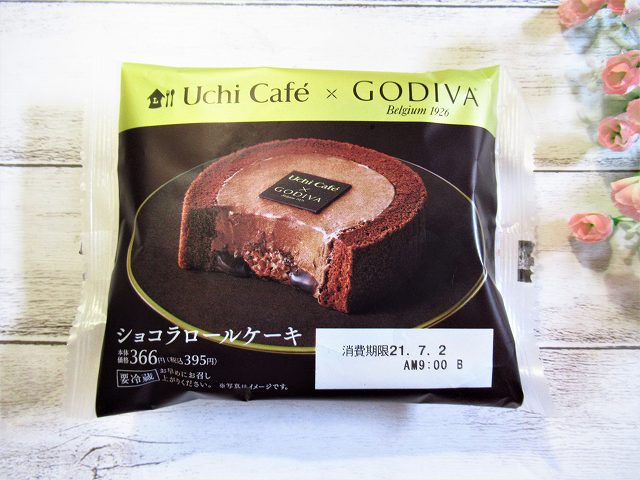 Uchi Café × GODIVA
Belgium 1926
Uchi Café
×
GODIVA
ショコラロールケーキ
本体価格366円(税込395円)
要冷蔵 お早めにお召し上がりください。
※写真はイメージです。
消費期限21.7.2
AM9:00 B